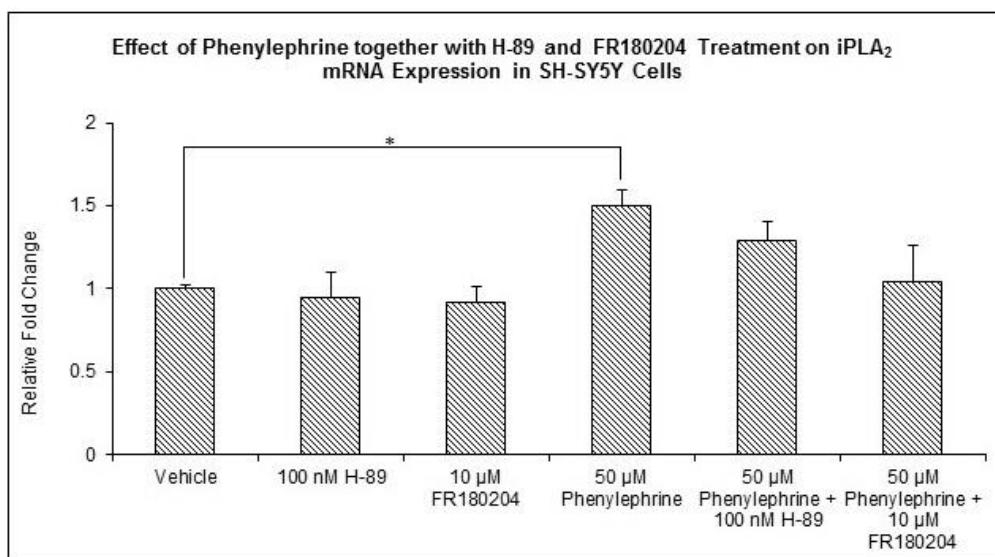 Effect of Phenylephrine together with H-89 and FR180204 Treatment on iPLA₂
mRNA Expression in SH-SY5Y Cells
Relative Fold Change
2
1.5
1
0.5
0
*
Vehicle
100 nM H-89
10 µM
FR180204
50 µM
Phenylephrine
50 µM
Phenylephrine +
100 nM H-89
50 µM
Phenylephrine +
10 µM
FR180204